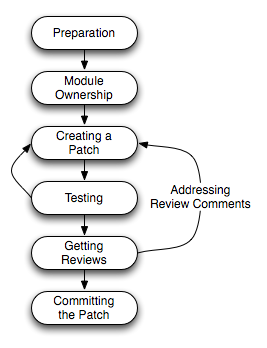 Preparation
Module
Ownership
Creating a
Patch
Testing
Addressing
Review Comments
Getting
Reviews
Committing
the Patch